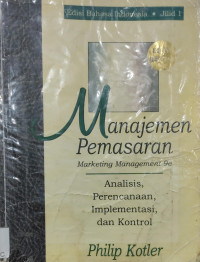 Edisi Bahasa Indonesia • Jilid 1
Manajemen
Pemasaran
Marketing Management 9e
Analisis,
Perencanaan,
Implementasi,
dan Kontrol
Philip Kotler